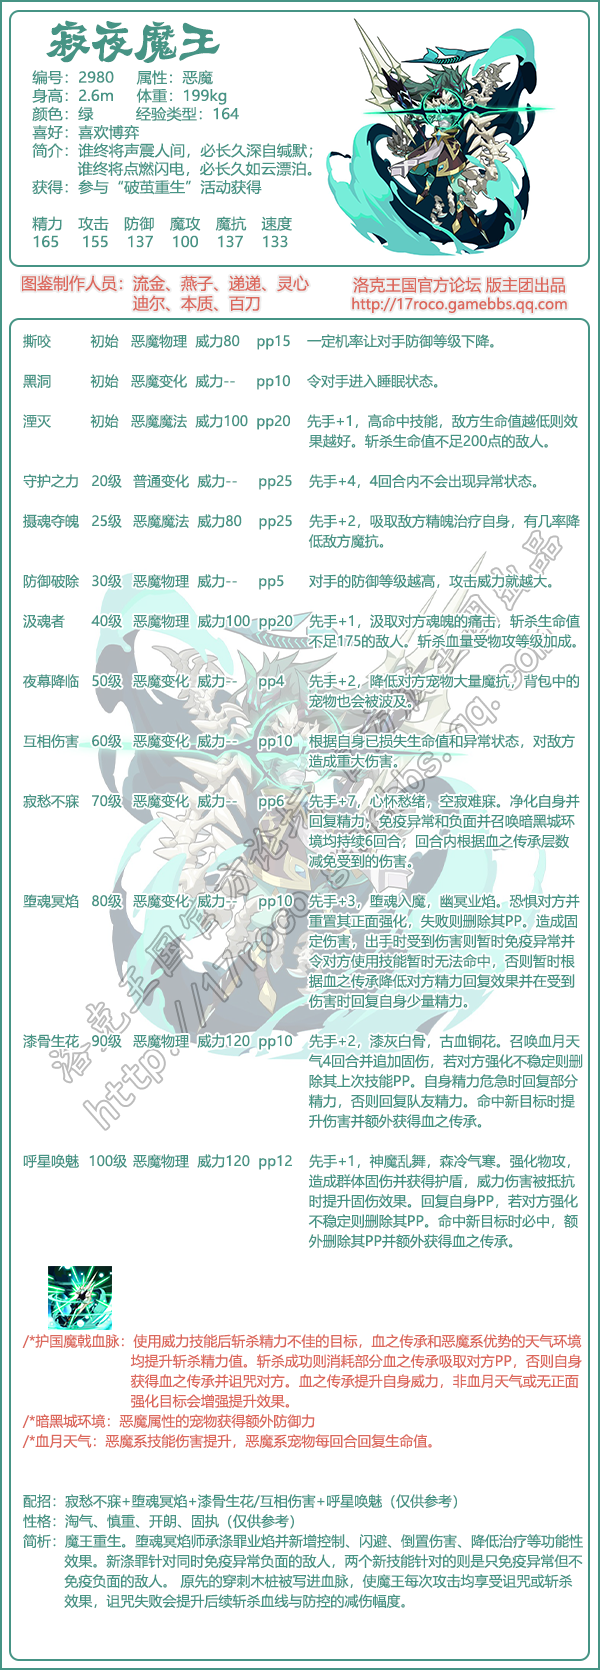 寂夜魔王
编号：2980 属性：恶魔
身高：2.6m 体重：199kg
颜色：绿 经验类型：164
喜好：喜欢博弈
简介：谁终将声震人间，必长久深自缄默；
谁终将点燃闪电，必长久如云漂泊。
获得：参与“破茧重生”活动获得
精力 攻击 防御 魔攻 魔抗 速度
165 155 137 100 137 133
图鉴制作人员：流金、燕子、递递、灵心
迪尔、本质、百刀
洛克王国官方论坛 版主团出品
http://17roco.gamebbs.qq.com
撕咬 初始 恶魔物理 威力80 pp15 一定机率让对手防御等级下降。
黑洞 初始 恶魔变化 威力-- pp10 令对手进入睡眠状态。
湮灭 初始 恶魔魔法 威力100 pp20 先手+1，高命中技能，敌方生命值越低则效
果越好。斩杀生命值不足200点的敌人。
守护之力 20级 普通变化 威力-- pp25 先手+4，4回合内不会出现异常状态。
摄魂夺魄 25级 恶魔魔法 威力80 pp25 先手+2，吸取敌方精魄治疗自身，有几率降
低敌方魔抗。
防御破除 30级 恶魔物理 威力-- pp5 对手的防御等级越高，攻击威力就越大。
汲魂者 40级 恶魔物理 威力100 pp20 先手+1，汲取对方魂魄的痛击，斩杀生命值
不足175的敌人。斩杀血量受物攻等级加成。
夜幕降临 50级 恶魔变化 威力-- pp4 先手+2，降低对方宠物大量魔抗，背包中的
宠物也会被波及。
互相伤害 60级 恶魔变化 威力-- pp10 根据自身已损失生命值和异常状态，对敌方
造成重大伤害。
寂愁不寐 70级 恶魔变化 威力-- pp6 先手+7，心怀愁绪，空寂难寐。净化自身并
回复精力，免疫异常和负面并召唤暗黑城环
境均持续6回合，回合内根据血之传承层数
减免受到的伤害。
堕魂冥焰 80级 恶魔变化 威力-- pp10 先手+3，堕魂入魔，幽冥业焰。恐惧对方并
重置其正面强化，失败则删除其PP。造成固
定伤害，出手时受到伤害则暂时免疫异常并
令对方使用技能暂时无法命中，否则暂时根
据血之传承降低对方精力回复效果并在受到
伤害时回复自身少量精力。
漆骨生花 90级 恶魔物理 威力120 pp10 先手+2，漆灰白骨，古血铜花。召唤血月天
气4回合并追加固伤，若对方强化不稳定则删
除其上次技能PP。自身精力危急时回复部分
精力，否则回复队友精力。命中新目标时提
升伤害并额外获得血之传承。
呼星唤魅 100级 恶魔物理 威力120 pp12 先手+1，神魔乱舞，森冷气寒。强化物攻，
造成群体固伤并获得护盾，威力伤害被抵抗
时提升固伤效果。回复自身PP，若对方强化
不稳定则删除其PP。命中新目标时必中，额
外删除其PP并额外获得血之传承。
洛克王国官方论坛 版主团出品
http://17roco.gamebbs.qq.com
/*护国魔戟血脉：使用威力技能后斩杀精力不佳的目标，血之传承和恶魔系优势的天气环境
均提升斩杀精力值。斩杀成功则消耗部分血之传承吸取对方PP，否则自身
获得血之传承并诅咒对方。血之传承提升自身威力，非血月天气或无正面
强化目标会增强提升效果。
/*暗黑城环境：恶魔属性的宠物获得额外防御力
/*血月天气：恶魔系技能伤害提升，恶魔系宠物每回合回复生命值。
配招：寂愁不寐+堕魂冥焰+漆骨生花/互相伤害+呼星唤魅（仅供参考）
性格：淘气、慎重、开朗、固执（仅供参考）
简析：魔王重生。堕魂冥焰师承涤罪业焰并新增控制、闪避、倒置伤害、降低治疗等功能性
效果。新涤罪针对同时免疫异常负面的敌人，两个新技能针对的则是只免疫异常但不
免疫负面的敌人。 原先的穿刺木桩被写进血脉，使魔王每次攻击均享受诅咒或斩杀
效果，诅咒失败会提升后续斩杀血线与防控的减伤幅度。